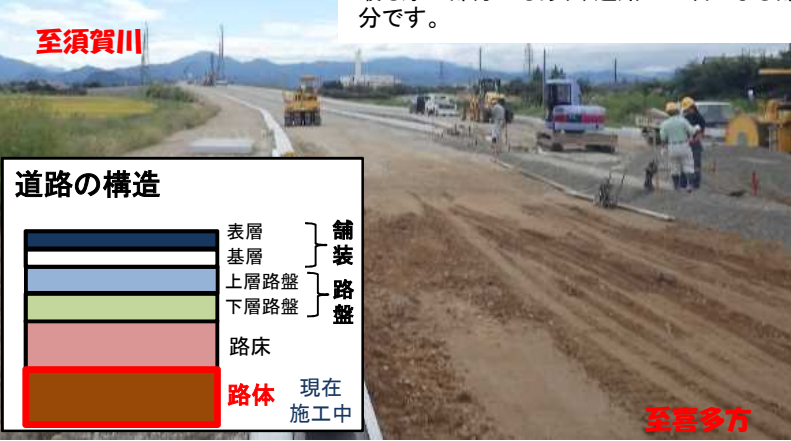 分です。
至須賀川
道路の構造
表層
基層
舗装
上層路盤
下層路盤
路盤
路床
路体
現在
施工中
至喜多方